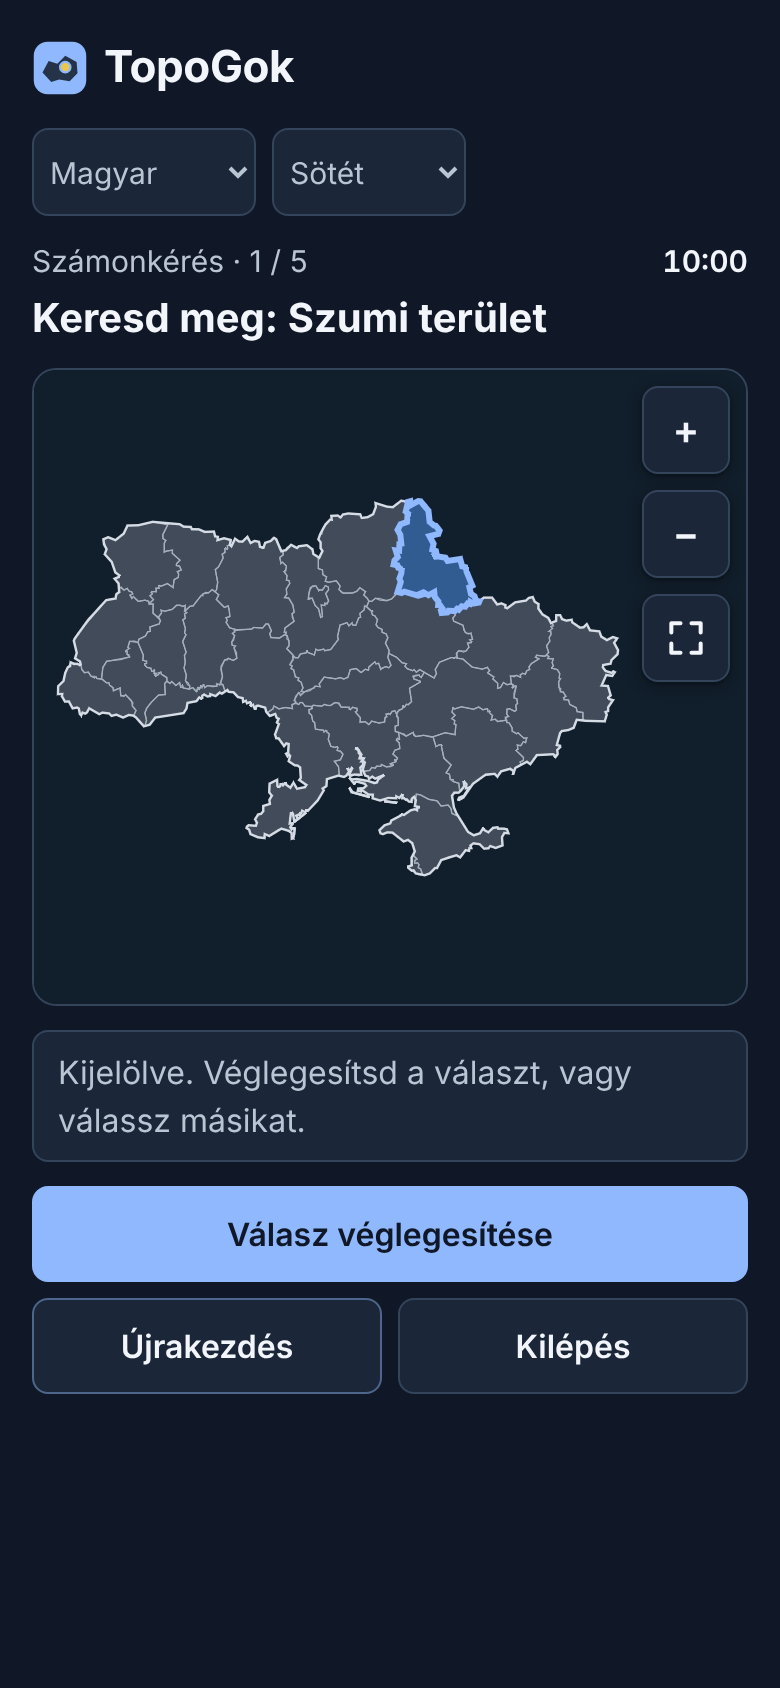 TopoGok
Magyar
Sötét
Számonkérés · 1 / 5
10:00
Keresd meg: Szumi terület
+
−
Kijelölve. Véglegesítsd a választ, vagy
válassz másikat.
Válasz véglegesítése
Újrakezdés
Kilépés